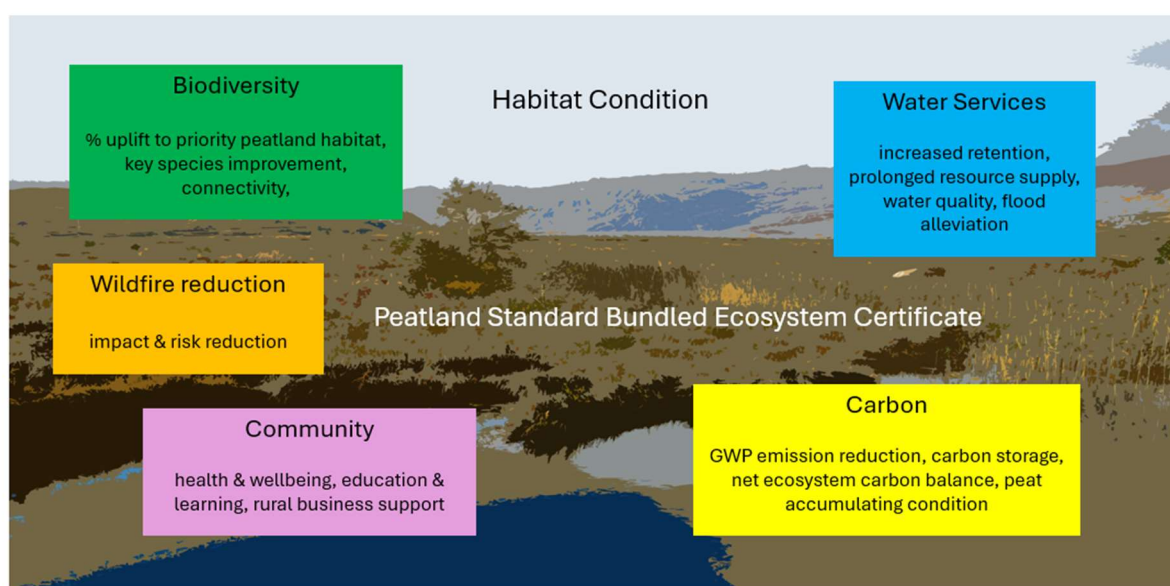 Biodiversity
% uplift to priority peatland habitat,
key species improvement,
connectivity,
Habitat Condition
Water Services
increased retention,
prolonged resource supply,
water quality, flood
alleviation
Wildfire reduction
impact & risk reduction
Peatland Standard Bundled Ecosystem Certificate
Community
health & wellbeing, education &
learning, rural business support
Carbon
GWP emission reduction, carbon storage,
net ecosystem carbon balance, peat
accumulating condition